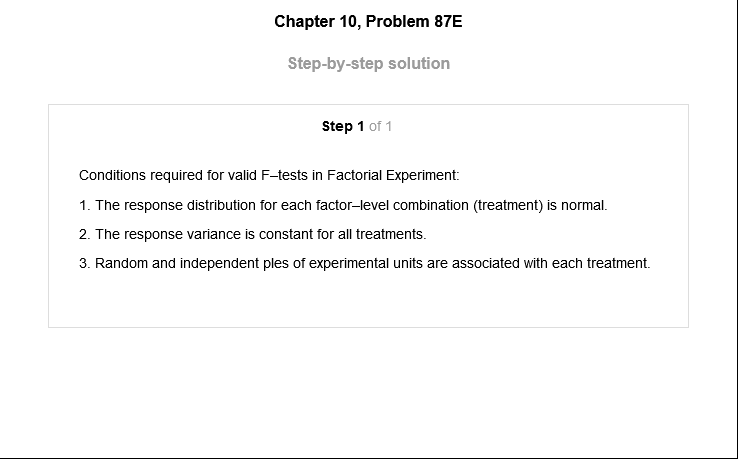 Chapter 10, Problem 87E
Step-by-step solution
Step 1 of 1
Conditions required for valid F–tests in Factorial Experiment:
1. The response distribution for each factor–level combination (treatment) is normal.
2. The response variance is constant for all treatments.
3. Random and independent ples of experimental units are associated with each treatment.